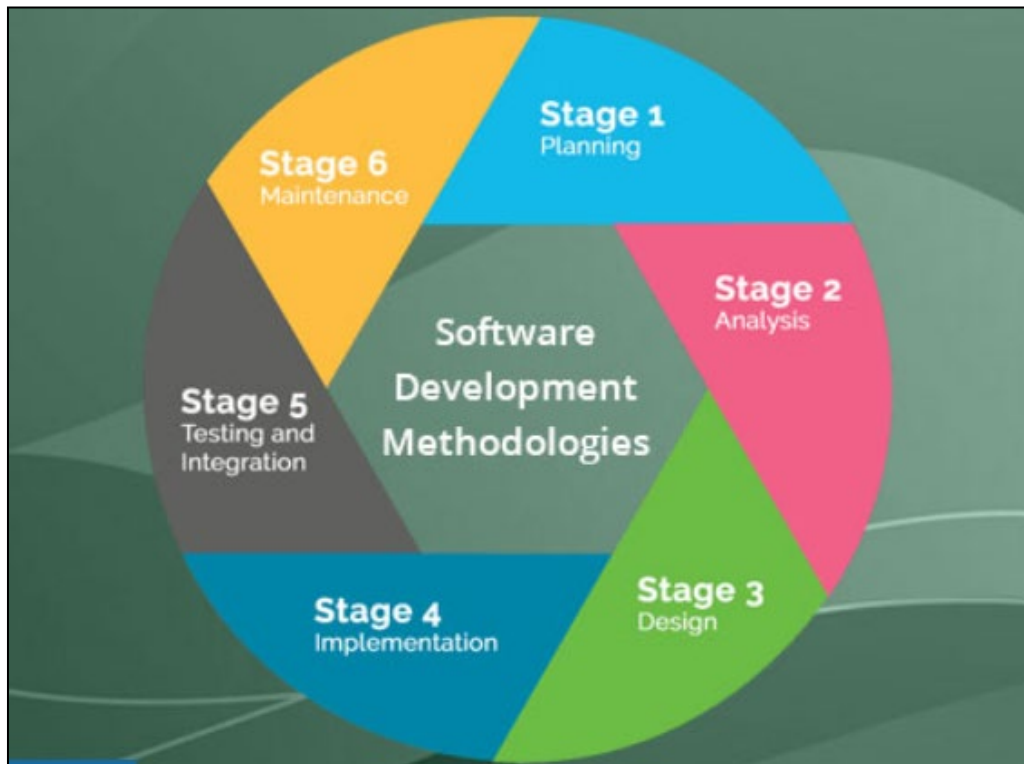 Stage 1
Planning
Stage 2
Analysis
Stage 3
Design
Stage 4
Implementation
Stage 5
Testing and
Integration
Stage 6
Maintenance
Software
Development
Methodologies